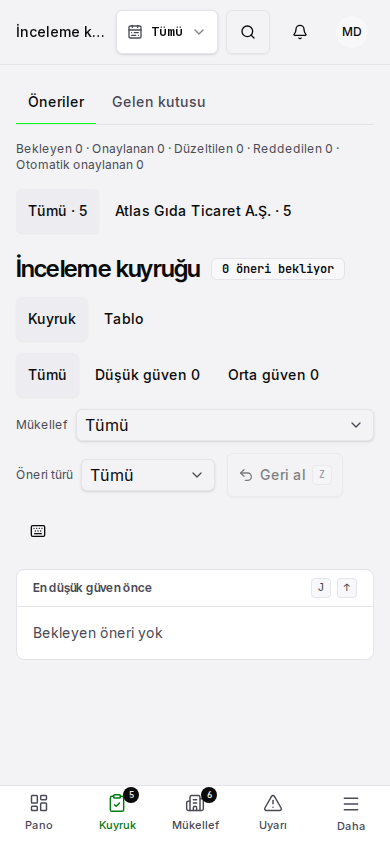 İnceleme k...
Tümü
MD
Öneriler
Gelen kutusu
Bekleyen 0 · Onaylanan 0 · Düzeltilen 0 · Reddedilen 0 ·
Otomatik onaylanan 0
Tümü · 5
Atlas Gıda Ticaret A.Ş. · 5
İnceleme kuyruğu
0 öneri bekliyor
Kuyruk
Tablo
Tümü
Düşük güven 0
Orta güven 0
Mükellef
Tümü
Öneri türü
Tümü
Geri al
Z
En düşük güven önce
J
↑
Bekleyen öneri yok
5
6
Pano
Kuyruk
Mükellef
Uyarı
Daha